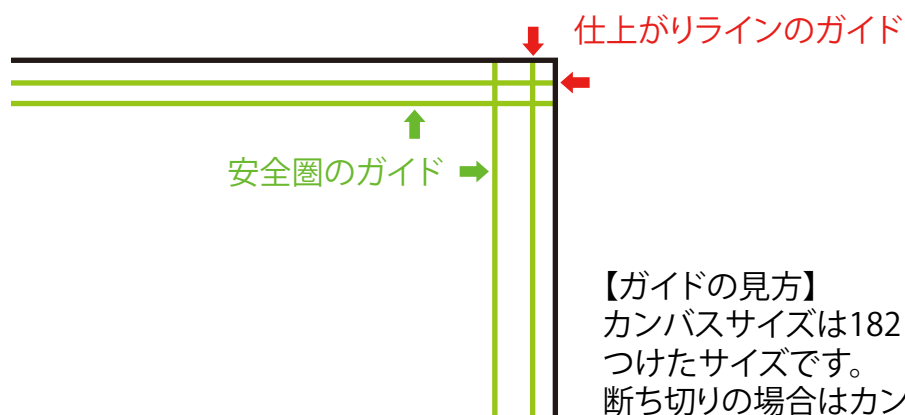 仕上がりラインのガイド
安全圏のガイド
【ガイドの見方】
カンバスサイズは182
つけたサイズです。
断ち切りの場合はカン